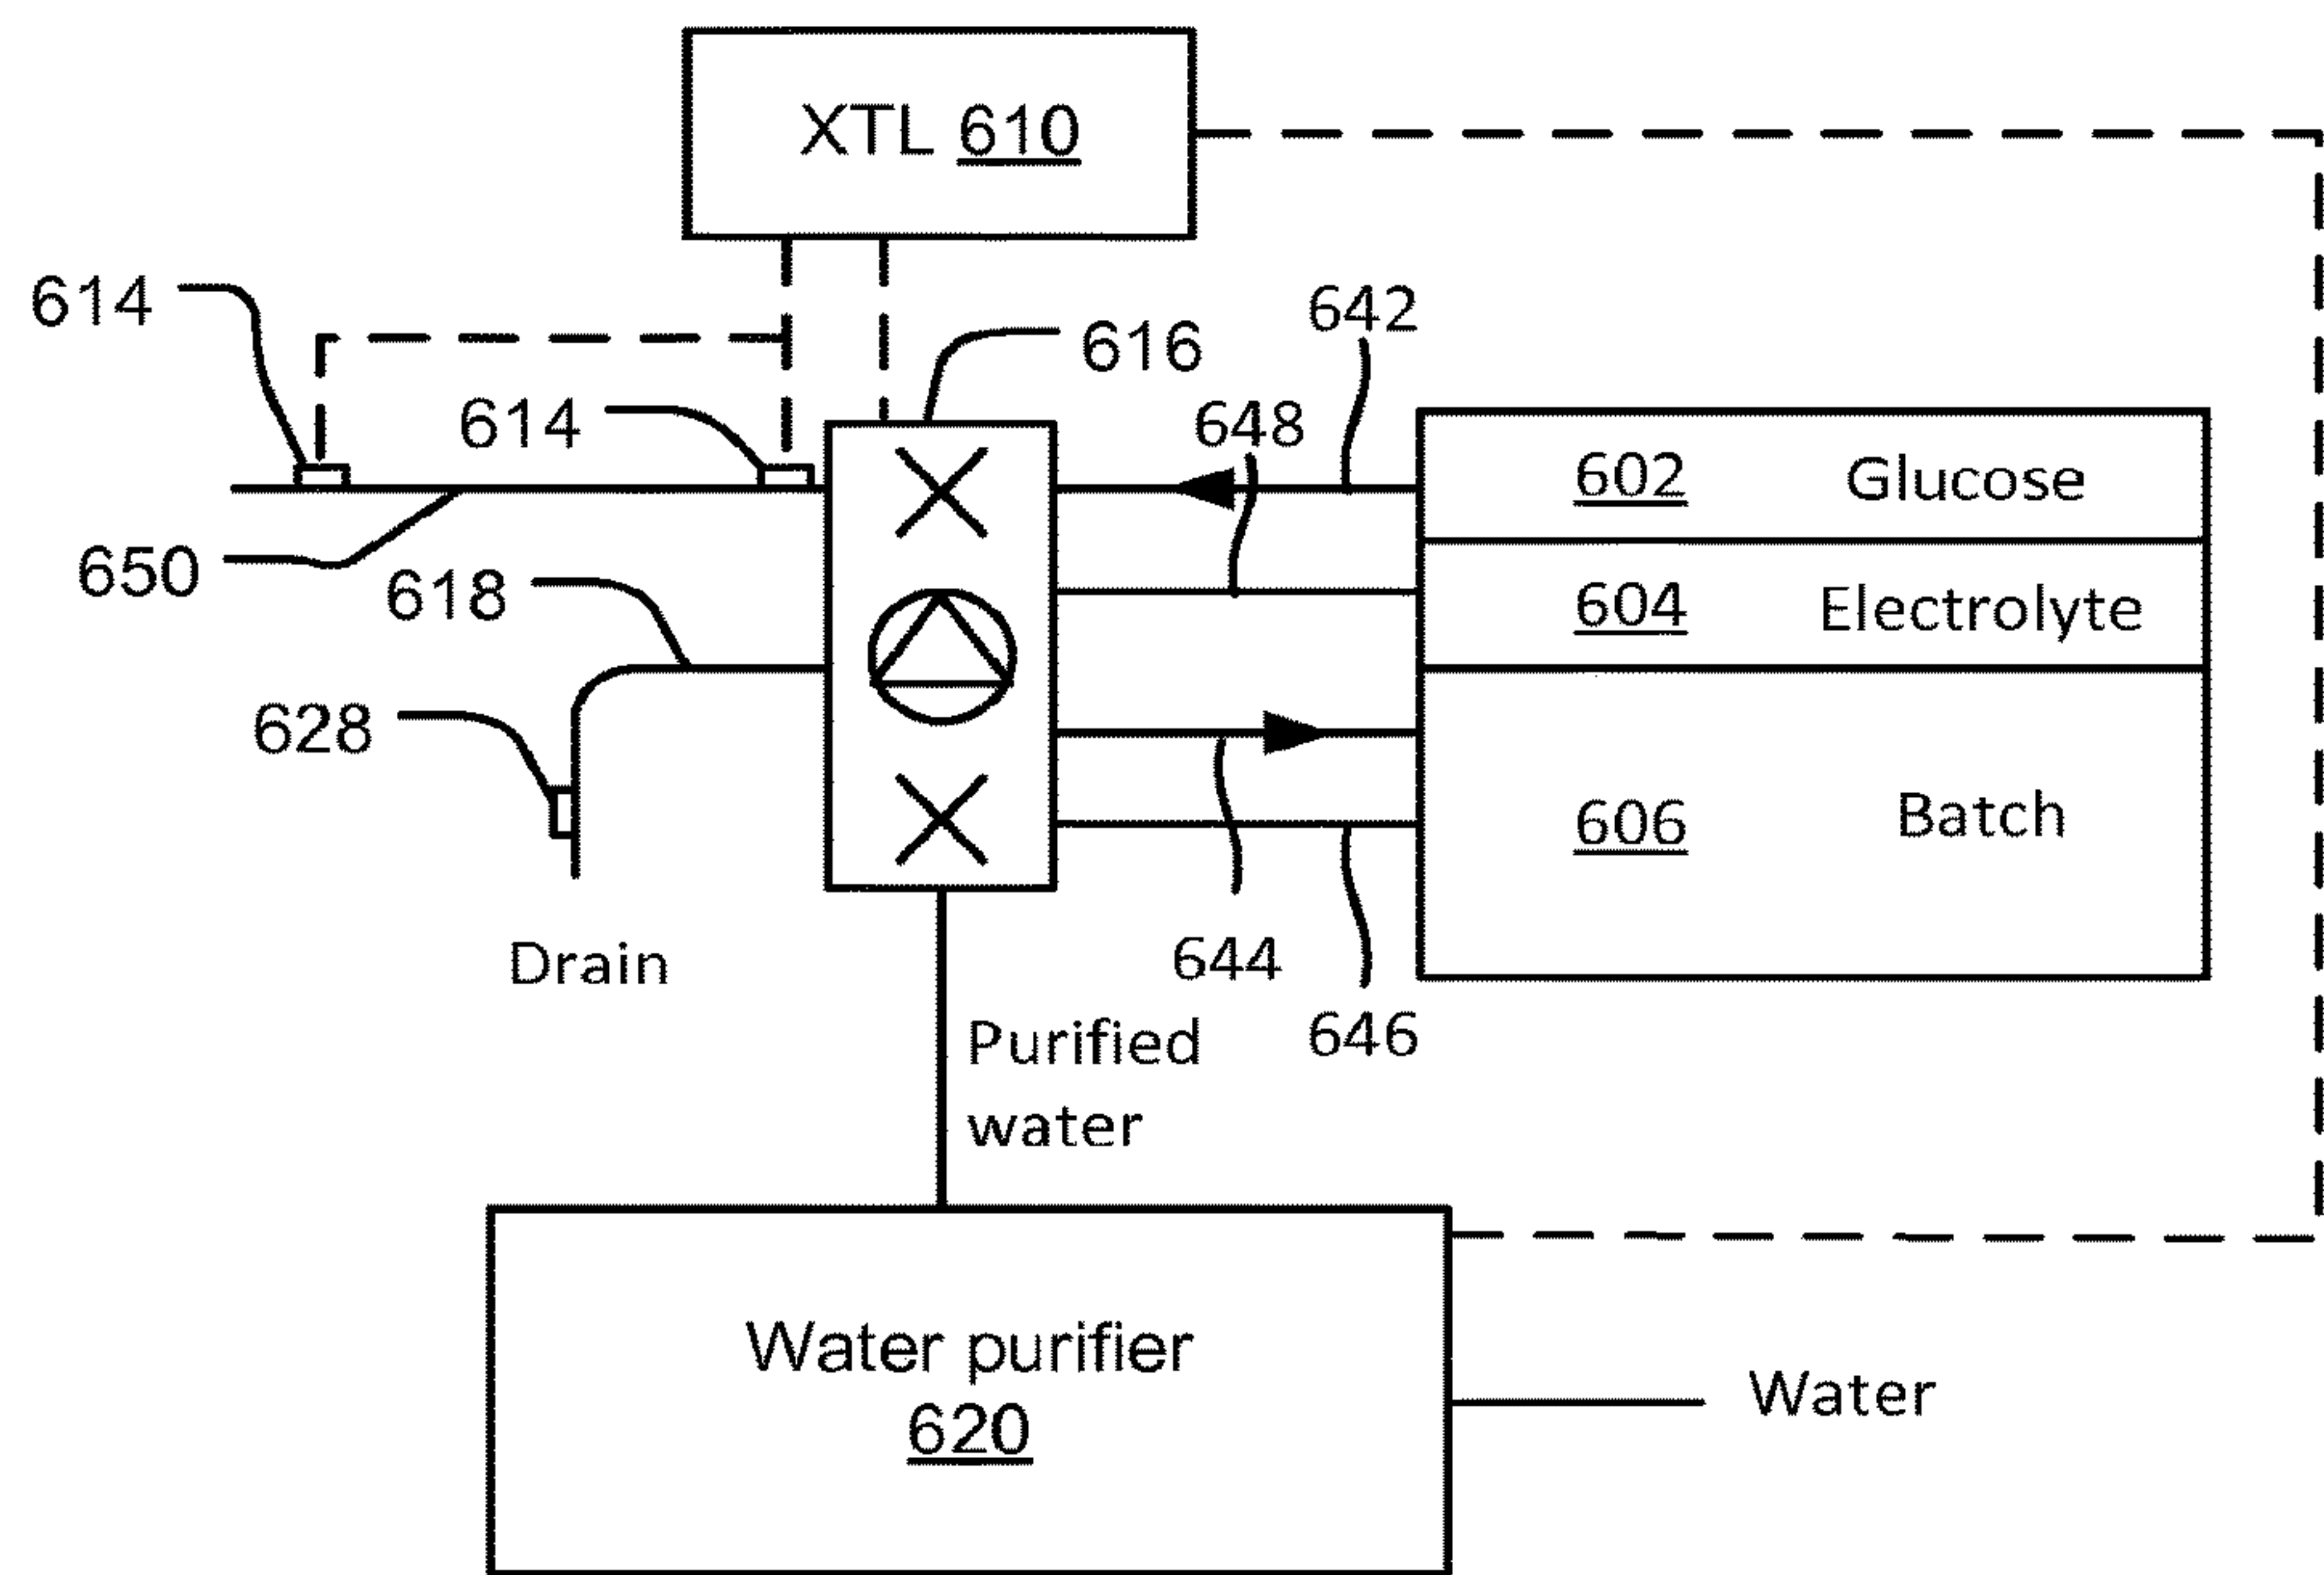 XTL 610
614
642
616
614
648
602 Glucose
650
618
604 Electrolyte
628
606 Batch
Drain
644
646
Purified
water
Water purifier
620
Water